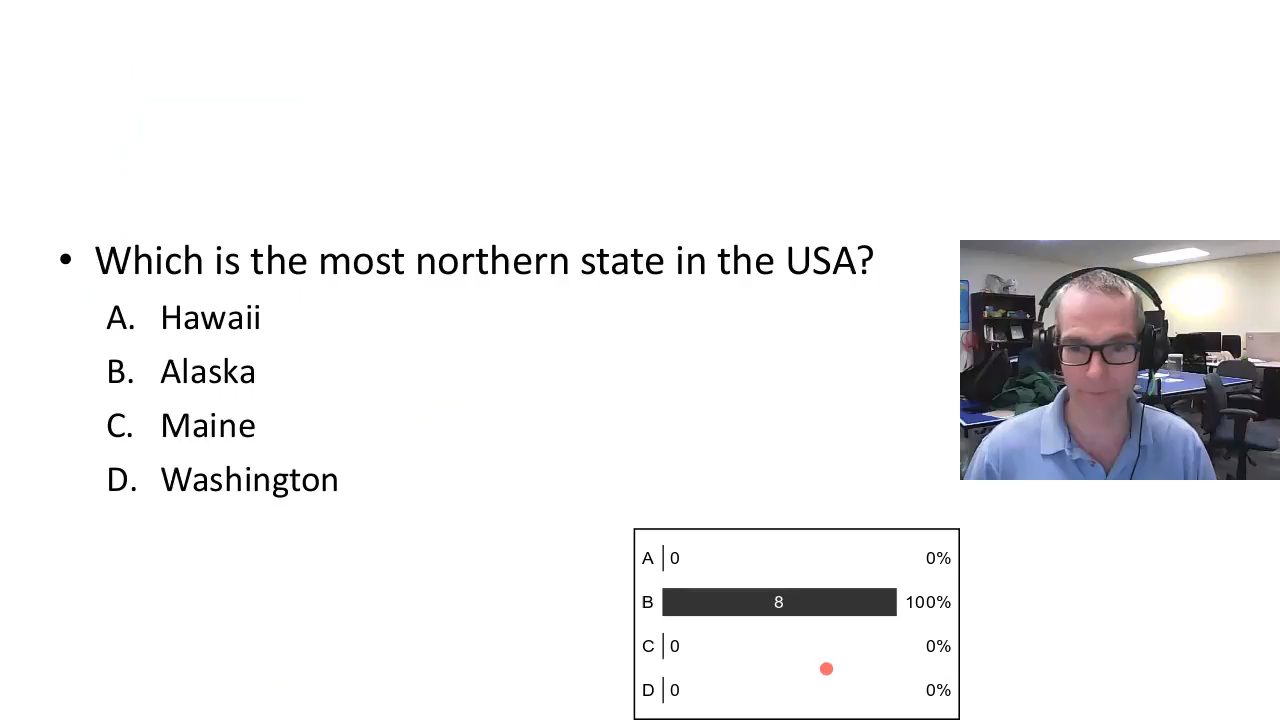 • Which is the most northern state in the USA?
A. Hawaii
B. Alaska
C. Maine
D. Washington
A 0 0%
B 8 100%
C 0 0%
D 0 0%